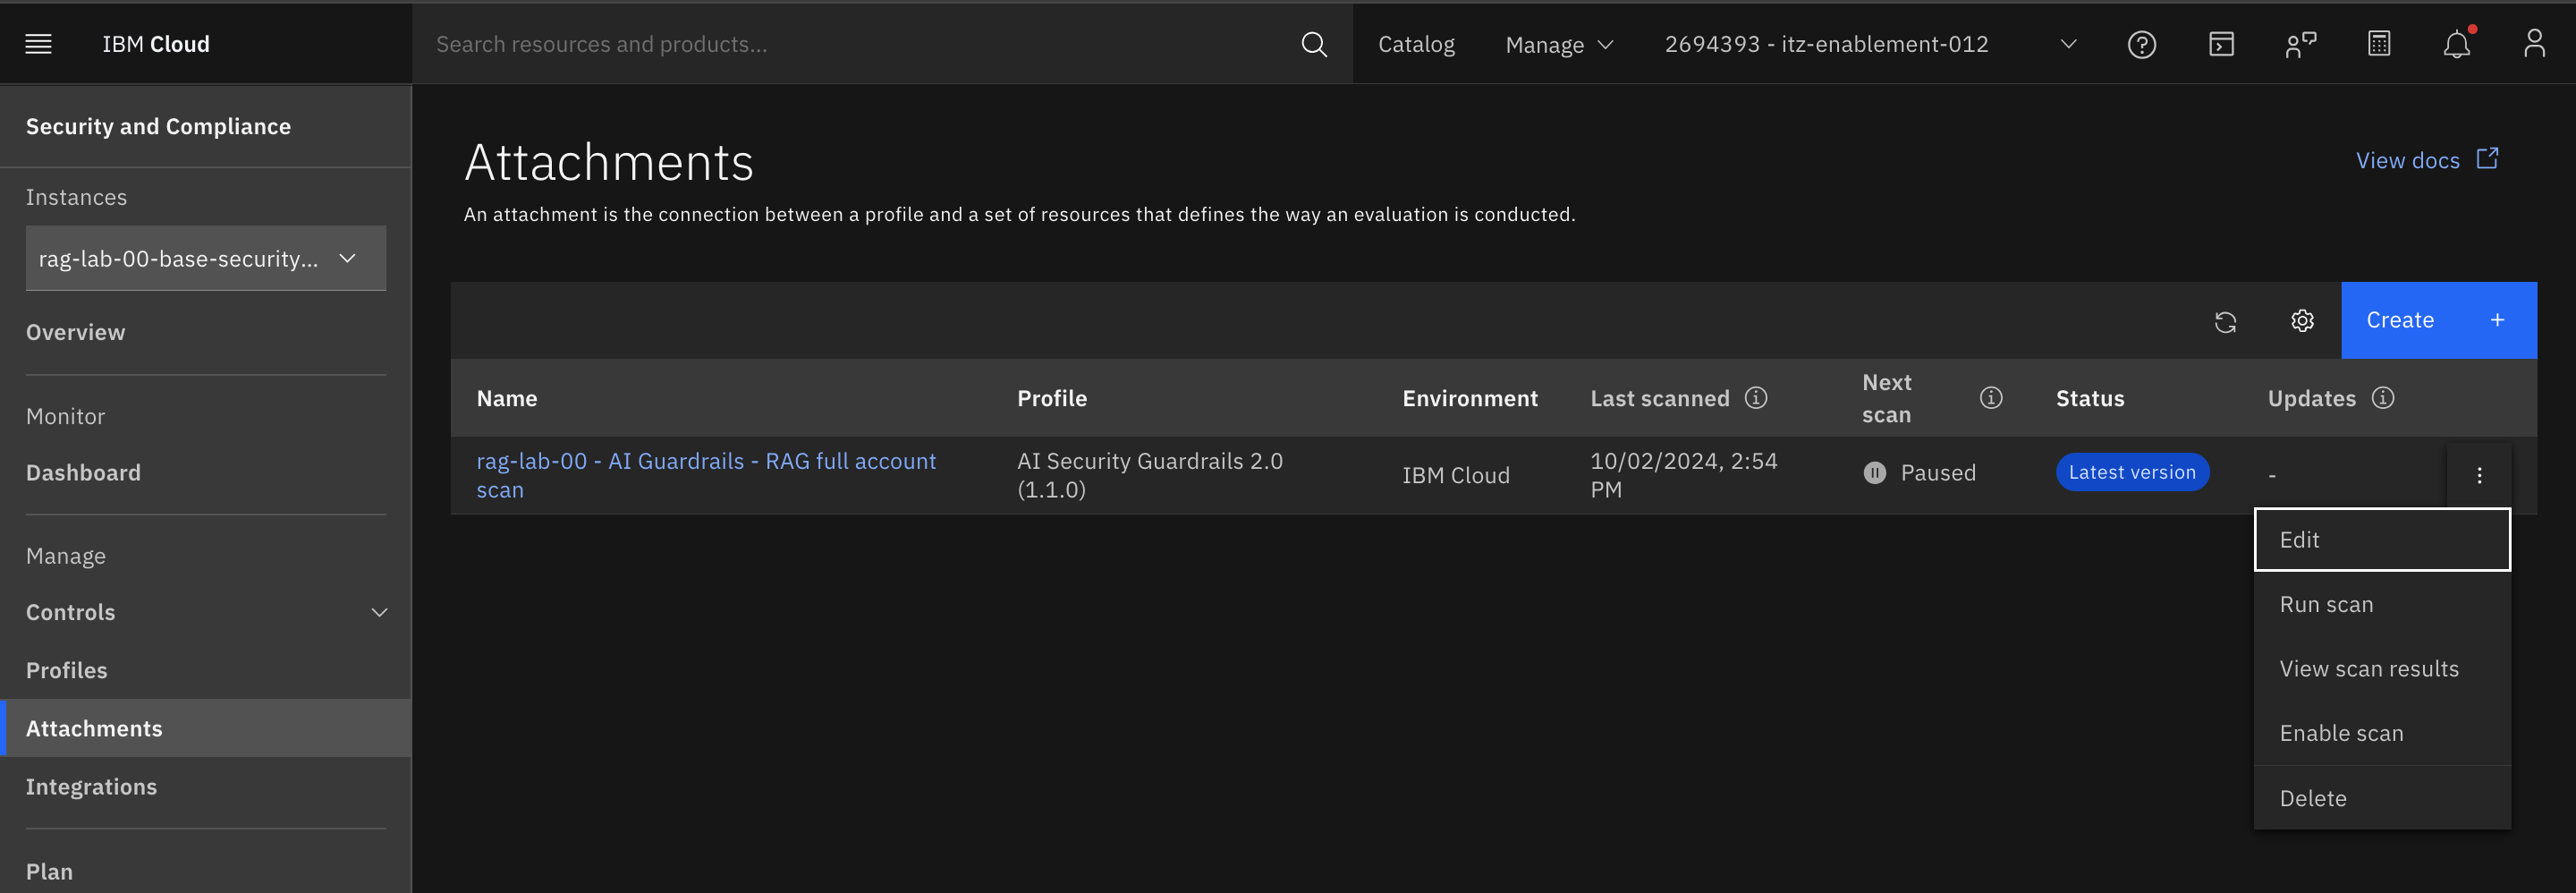 IBM Cloud
Search resources and products...
Catalog
Manage
2694393 - itz-enablement-012
Security and Compliance
Instances
rag-lab-00-base-security...
Overview
Monitor
Dashboard
Manage
Controls
Profiles
Attachments
Integrations
Plan
Attachments
View docs
An attachment is the connection between a profile and a set of resources that defines the way an evaluation is conducted.
Create +
Name
Profile
Environment
Last scanned
Next
scan
Status
Updates
rag-lab-00 - AI Guardrails - RAG full account
scan
AI Security Guardrails 2.0
(1.1.0)
IBM Cloud
10/02/2024, 2:54
PM
Paused
Latest version
-
Edit
Run scan
View scan results
Enable scan
Delete